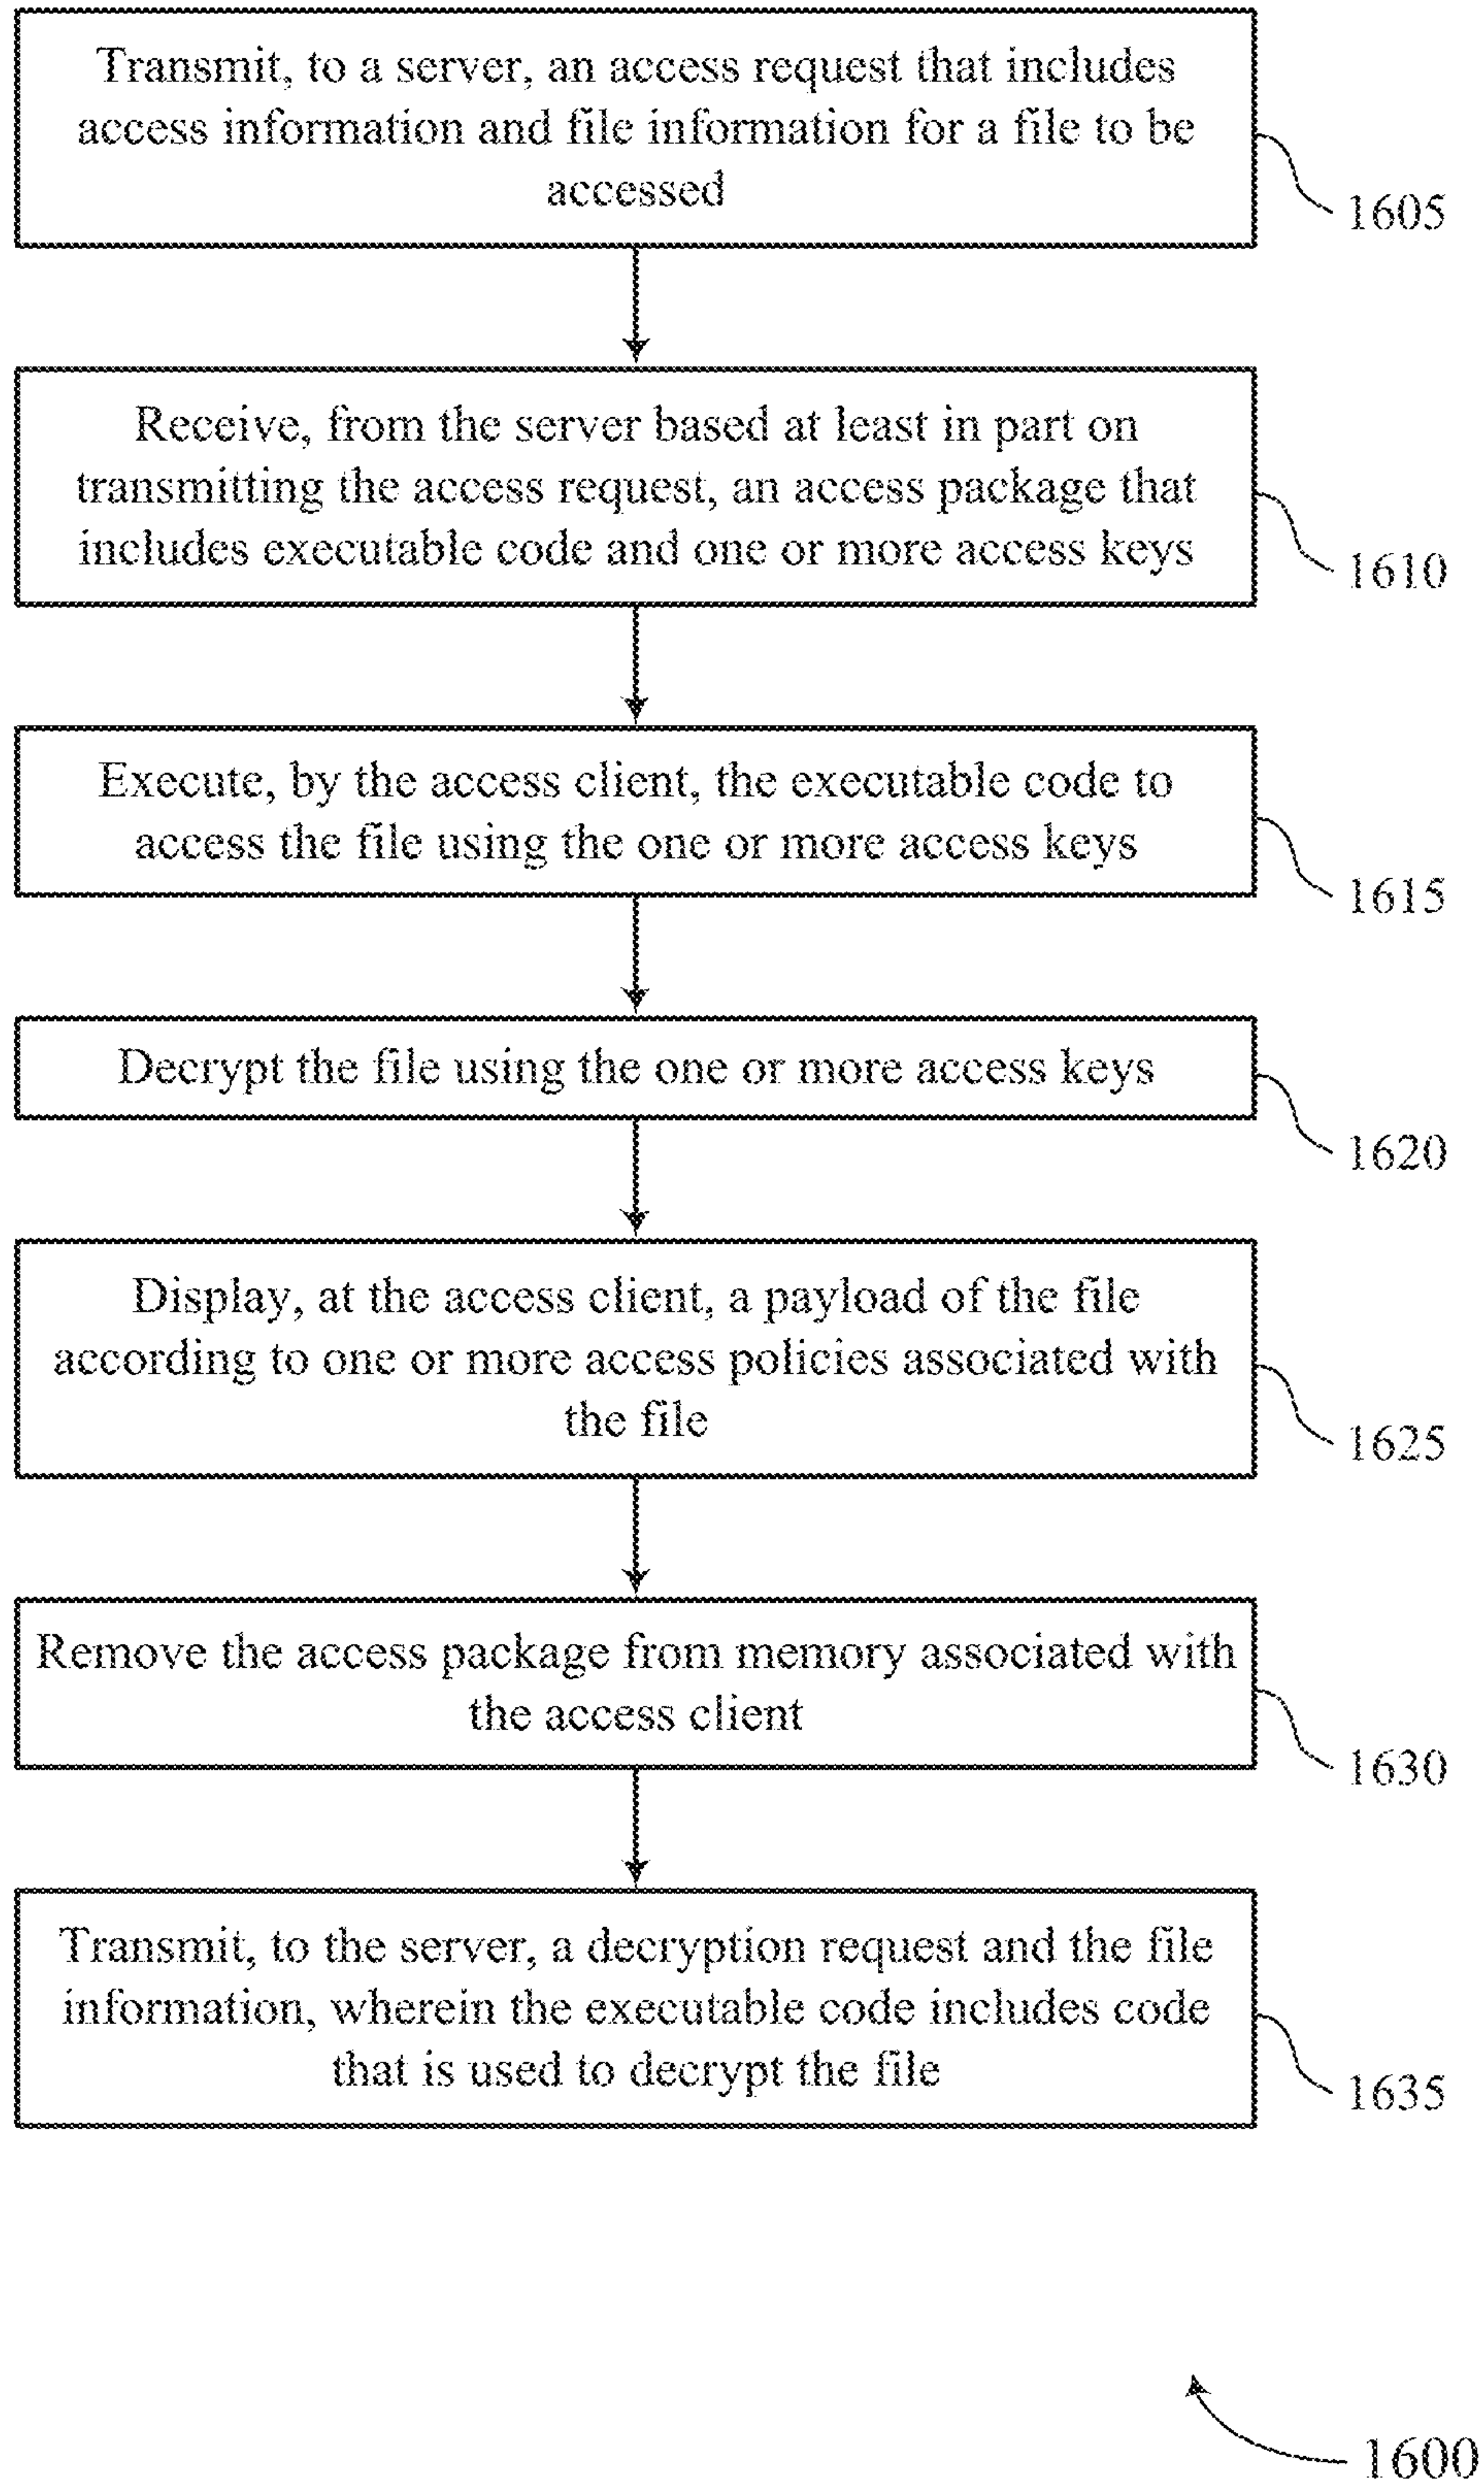 Transmit, to a server, an access request that includes
access information and file information for a file to be
accessed
1605
Receive, from the server based at least in part on
transmitting the access request, an access package that
includes executable code and one or more access keys
1610
Execute, by the access client, the executable code to
access the file using the one or more access keys
1615
Decrypt the file using the one or more access keys
1620
Display, at the access client, a payload of the file
according to one or more access policies associated with
the file
1625
Remove the access package from memory associated with
the access client
1630
Transmit, to the server, a decryption request and the file
information, wherein the executable code includes code
that is used to decrypt the file
1635
1600